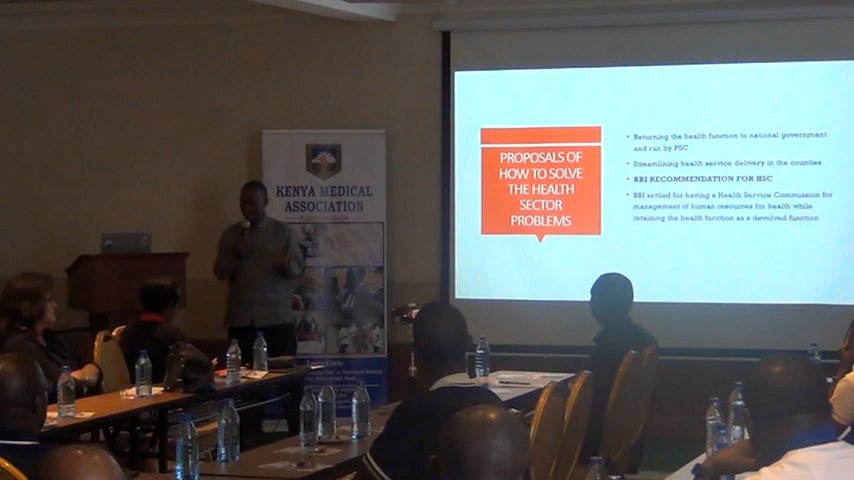 KENYA MEDICAL
ASSOCIATION
Location:
PROPOSALS OF
HOW TO SOLVE
THE HEALTH
SECTOR
PROBLEMS
• Returning the health function to national government
and run by PSC
• Streamlining health service delivery in the counties
• BBI RECOMMENDATION FOR HSC
• BBI settled for having a Health Service Commission for
management of human resources for health while
retaining the health function as a devolved function